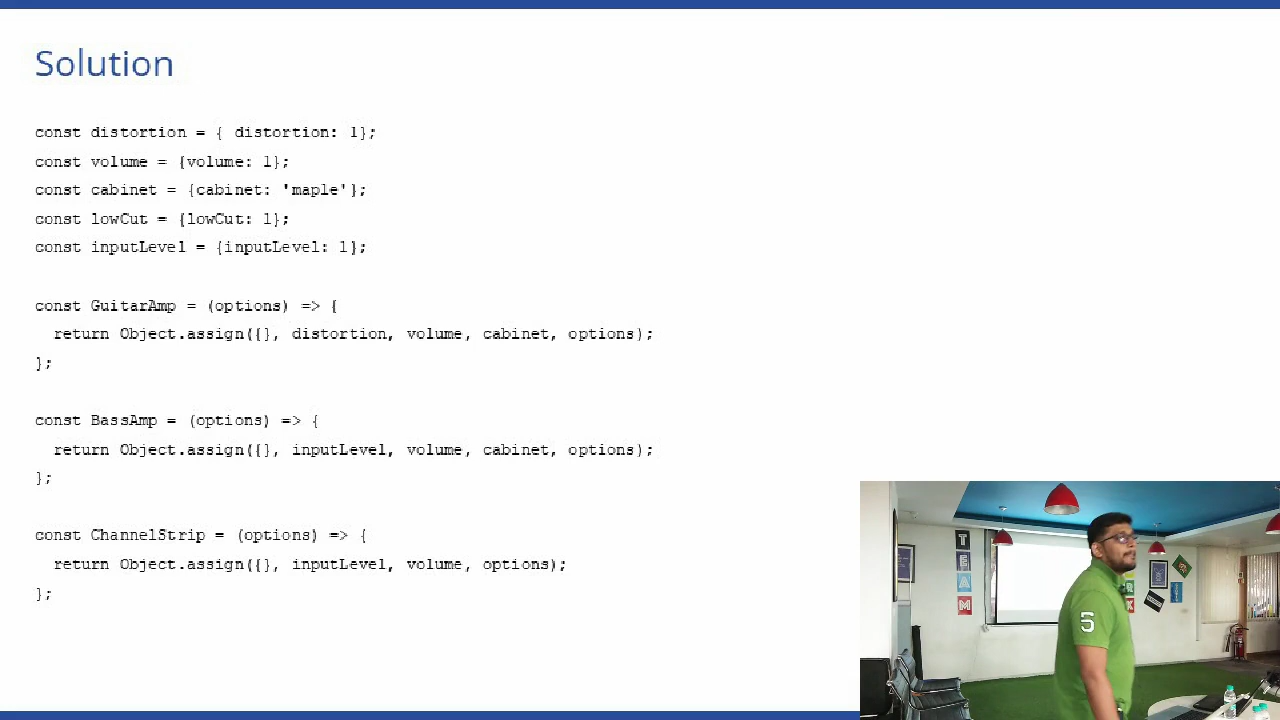 Solution
const distortion = { distortion: 1};
const volume = {volume: 1};
const cabinet = {cabinet: 'maple'};
const lowCut = {lowCut: 1};
const inputLevel = {inputLevel: 1};
const GuitarAmp = (options) => {
  return Object.assign({}, distortion, volume, cabinet, options);
};
const BassAmp = (options) => {
  return Object.assign({}, inputLevel, volume, cabinet, options);
};
const ChannelStrip = (options) => {
  return Object.assign({}, inputLevel, volume, options);
};
T
E
A
M
5